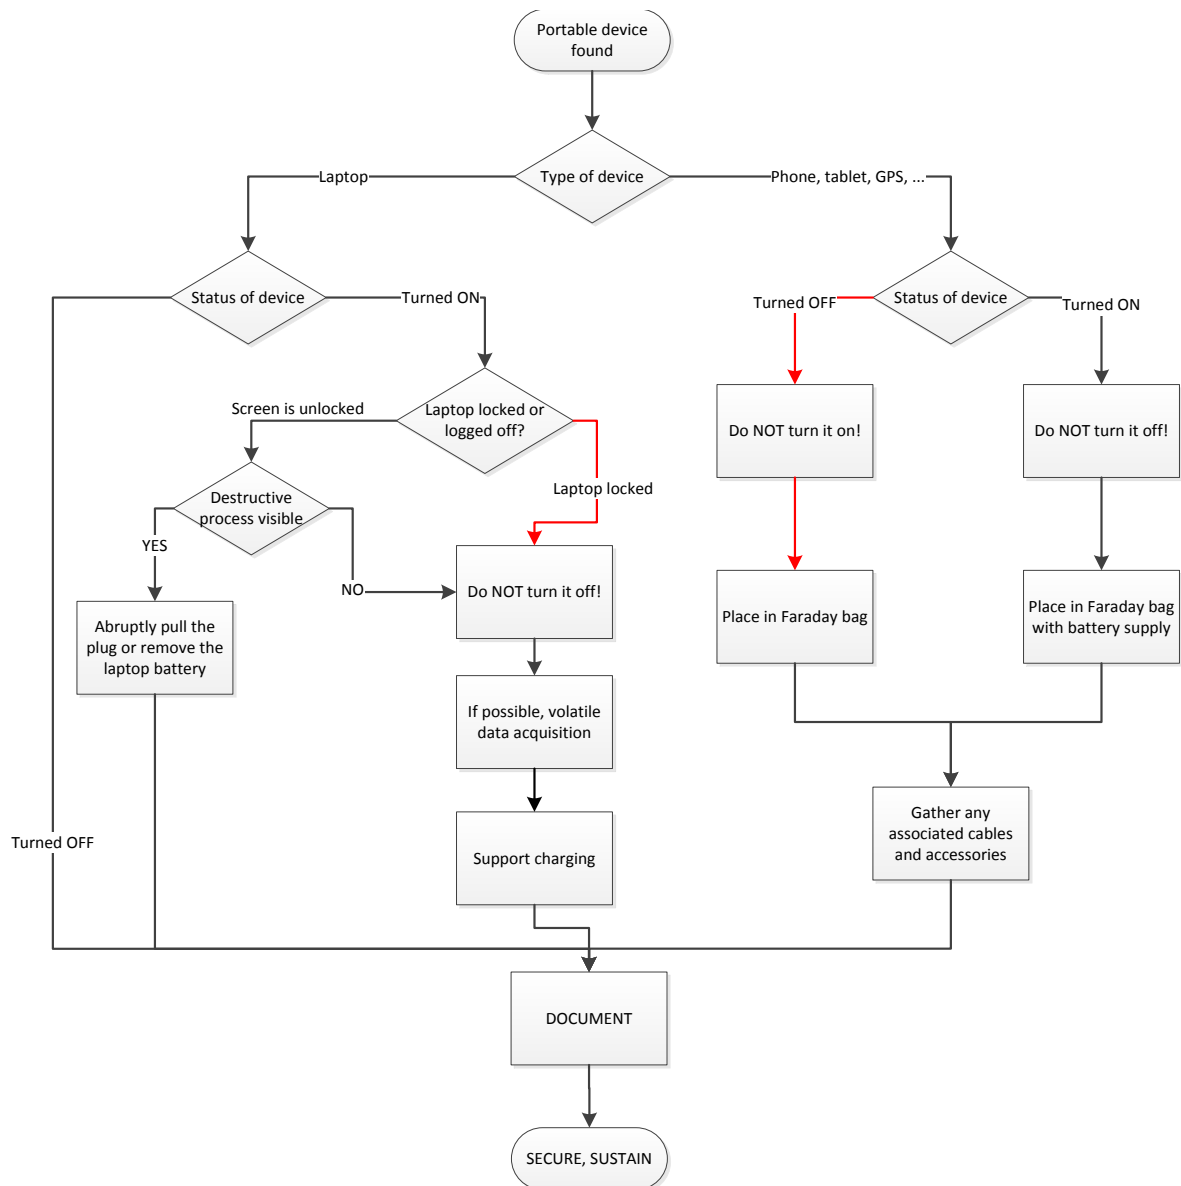 Portable device
found
Type of device
Laptop
Phone, tablet, GPS, ...
Status of device
Turned ON
Turned OFF
Status of device
Turned ON
Screen is unlocked
Laptop locked or
logged off?
Do NOT turn it on!
Do NOT turn it off!
Laptop locked
Destructive
process visible
YES
NO
Do NOT turn it off!
Place in Faraday bag
Place in Faraday bag
with battery supply
Abruptly pull the
plug or remove the
laptop battery
If possible, volatile
data acquisition
Gather any
associated cables
and accessories
Turned OFF
Support charging
DOCUMENT
SECURE, SUSTAIN